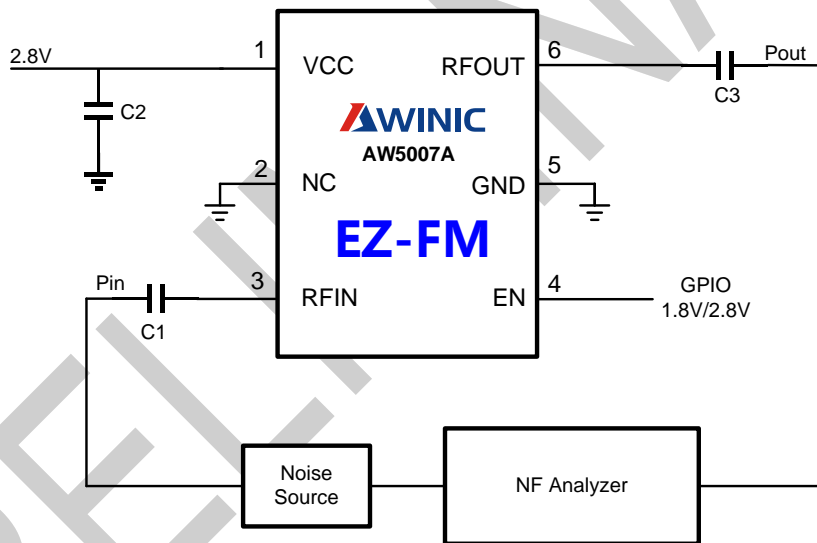 2.8V
1
VCC
RFOUT
6
Pout
C2
C3
AWINIC
AW5007A
2
NC
GND
5
EZ-FM
Pin
3
RFIN
EN
4
GPIO
1.8V/2.8V
C1
Noise
Source
NF Analyzer